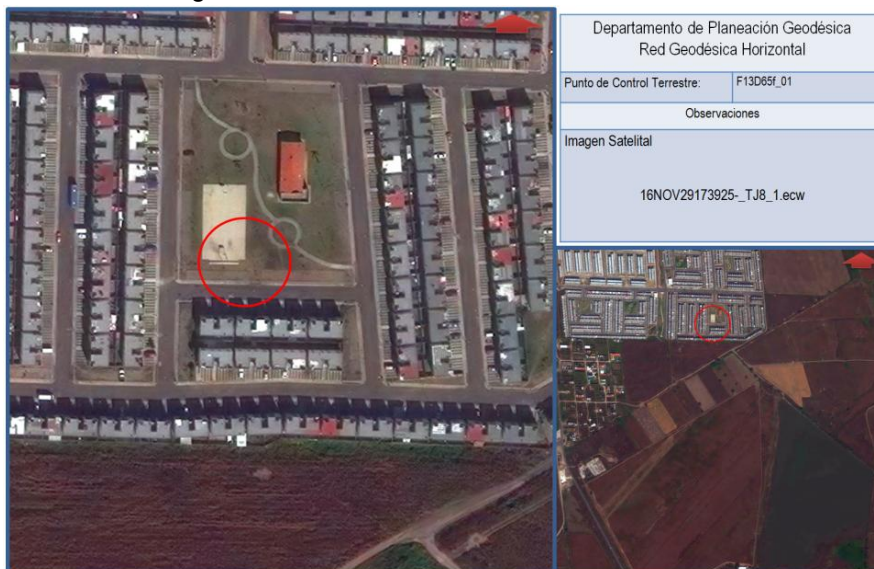 Departamento de Planeación Geodésica
Red Geodésica Horizontal
Punto de Control Terrestre:
F13D65f_01
Observaciones
Imagen Satelital
16NOV29173925-_TJ8_1.ecw